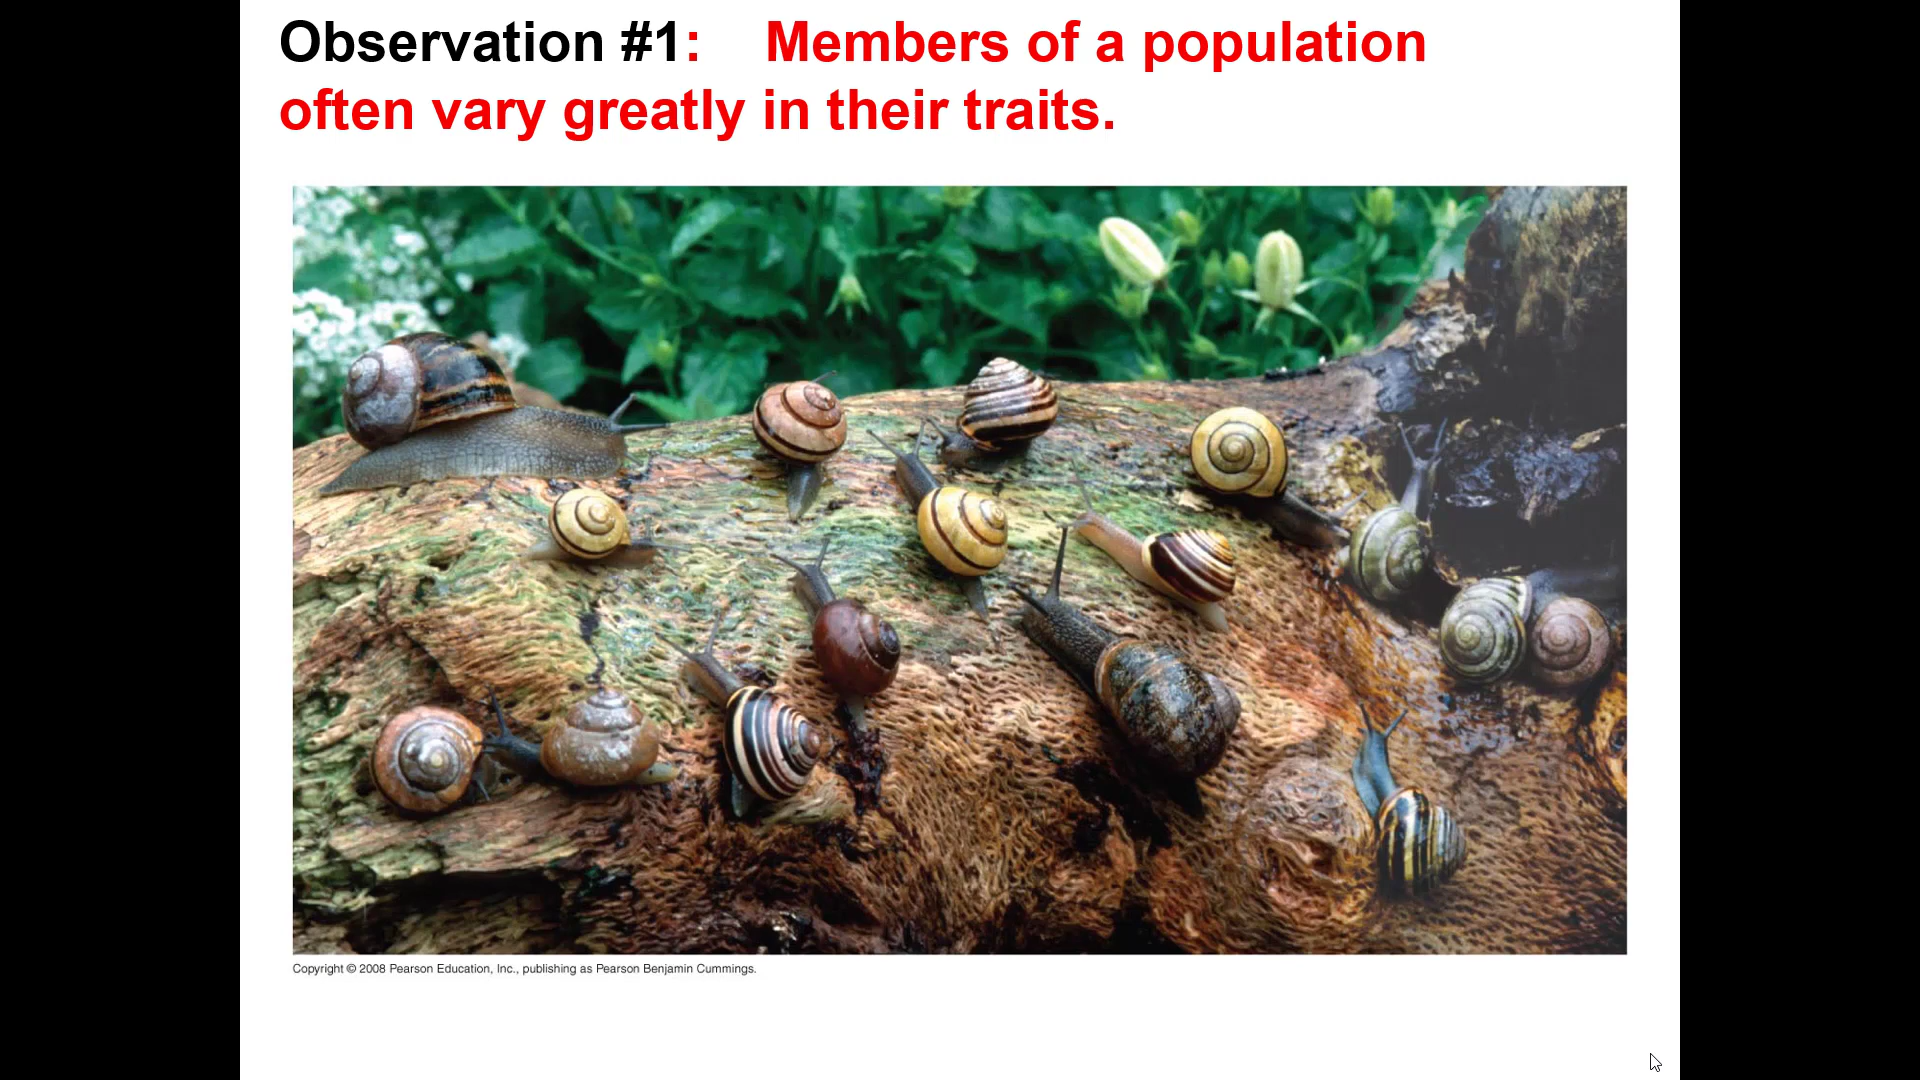 Observation #1: Members of a population
often vary greatly in their traits.
Copyright © 2008 Pearson Education, Inc., publishing as Pearson Benjamin Cummings.